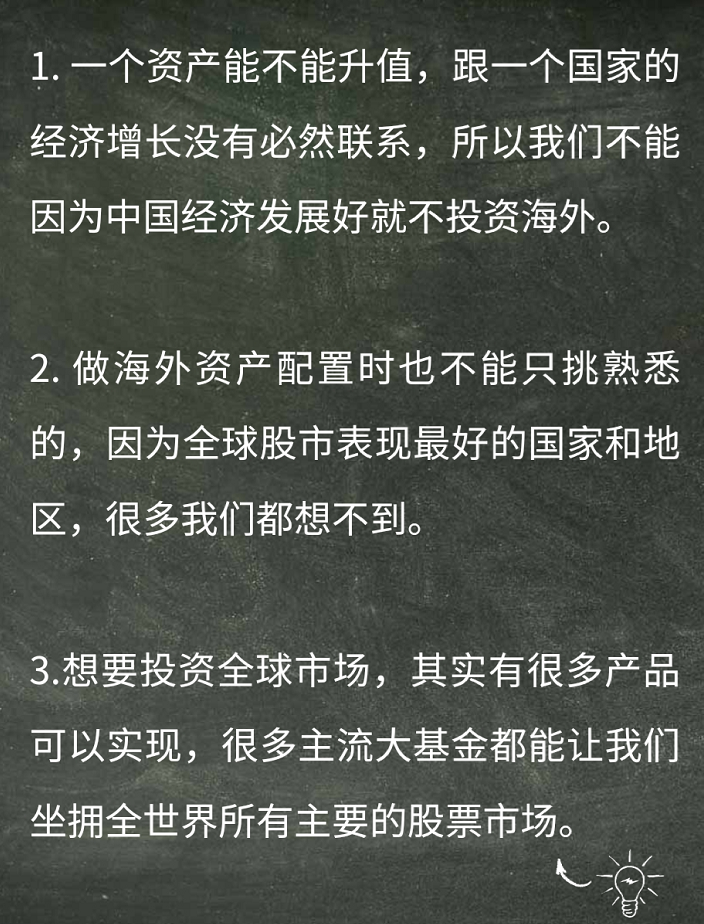 1. 一个资产能不能升值，跟一个国家的
经济增长没有必然联系，所以我们不能
因为中国经济发展好就不投资海外。
2. 做海外资产配置时也不能只挑熟悉
的，因为全球股市表现最好的国家和地
区，很多我们都想不到。
3.想要投资全球市场，其实有很多产品
可以实现，很多主流大基金都能让我们
坐拥全世界所有主要的股票市场。